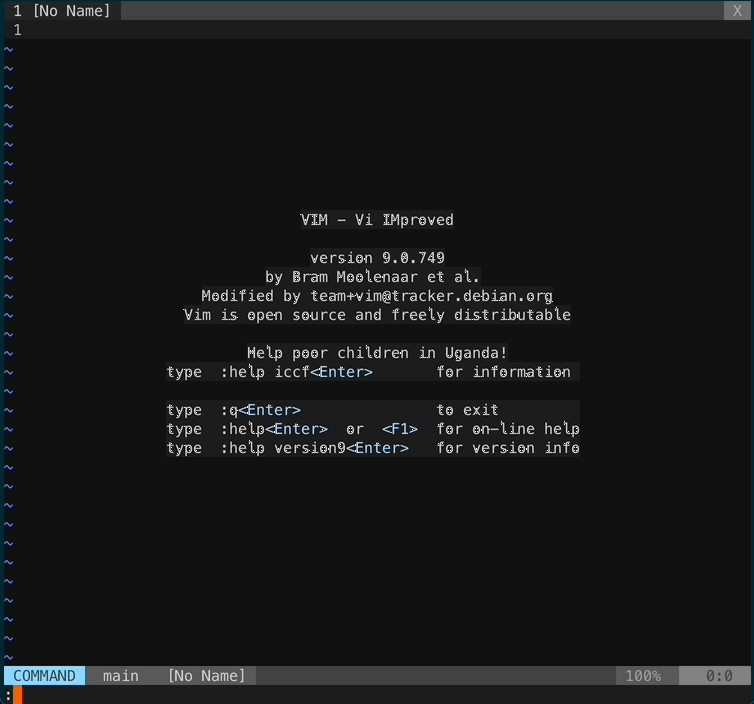 1 [No Name] X
1
~
~
~
~
~
~
~
~
~
~ VIM - Vi IMproved
~
~ version 9.0.749
~ by Bram Moolenaar et al.
~ Modified by team+vim@tracker.debian.org
~ Vim is open source and freely distributable
~
~ Help poor children in Uganda!
~ type :help iccf<Enter> for information
~
~ type :q<Enter> to exit
~ type :help<Enter> or <F1> for on-line help
~ type :help version9<Enter> for version info
~
~
~
~
~
~
~
~
~
~
~
COMMAND main [No Name] 100% 0:0
: